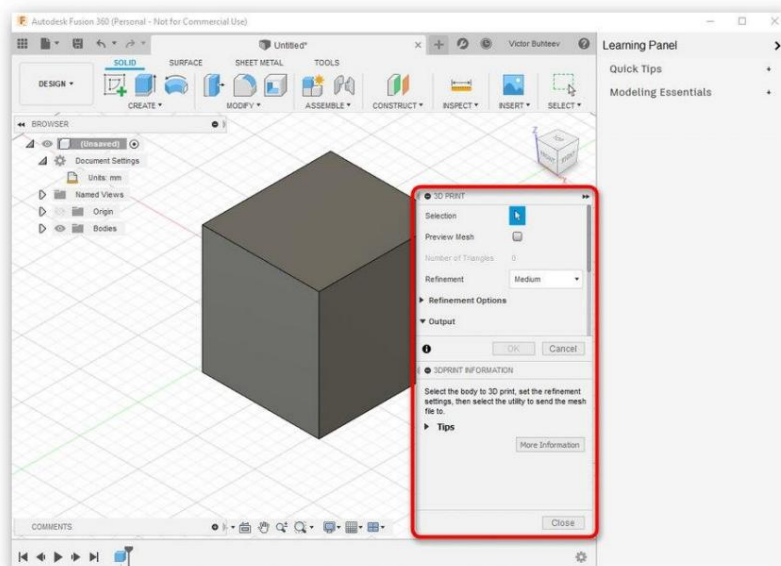 Autodesk Fusion 360 (Personal - Not for Commercial Use)
Untitled*
Victor Buhteev
Learning Panel
Quick Tips
Modeling Essentials
SOLID SURFACE SHEET METAL TOOLS
DESIGN
CREATE MODIFY ASSEMBLE CONSTRUCT INSPECT INSERT SELECT
BROWSER
(Unsaved)
Document Settings
Units: mm
Named Views
Origin
Bodies
Z
TOP
FRONT RIGHT
X
3D PRINT
Selection
Preview Mesh
Number of Triangles 0
Refinement Medium
Refinement Options
Output
OK Cancel
3DPRINT INFORMATION
Select the body to 3D print, set the refinement
settings, then select the utility to send the mesh
file to.
Tips
More Information
Close
COMMENTS